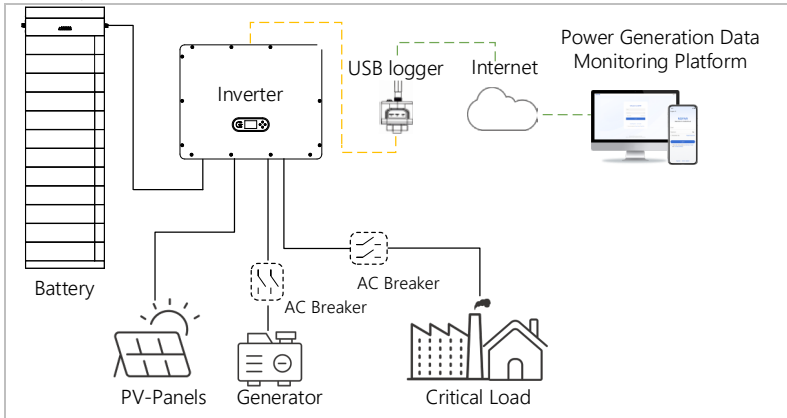 Power Generation Data
Monitoring Platform
USB logger
Internet
Inverter
AC Breaker
AC Breaker
Battery
PV-Panels
Generator
Critical Load